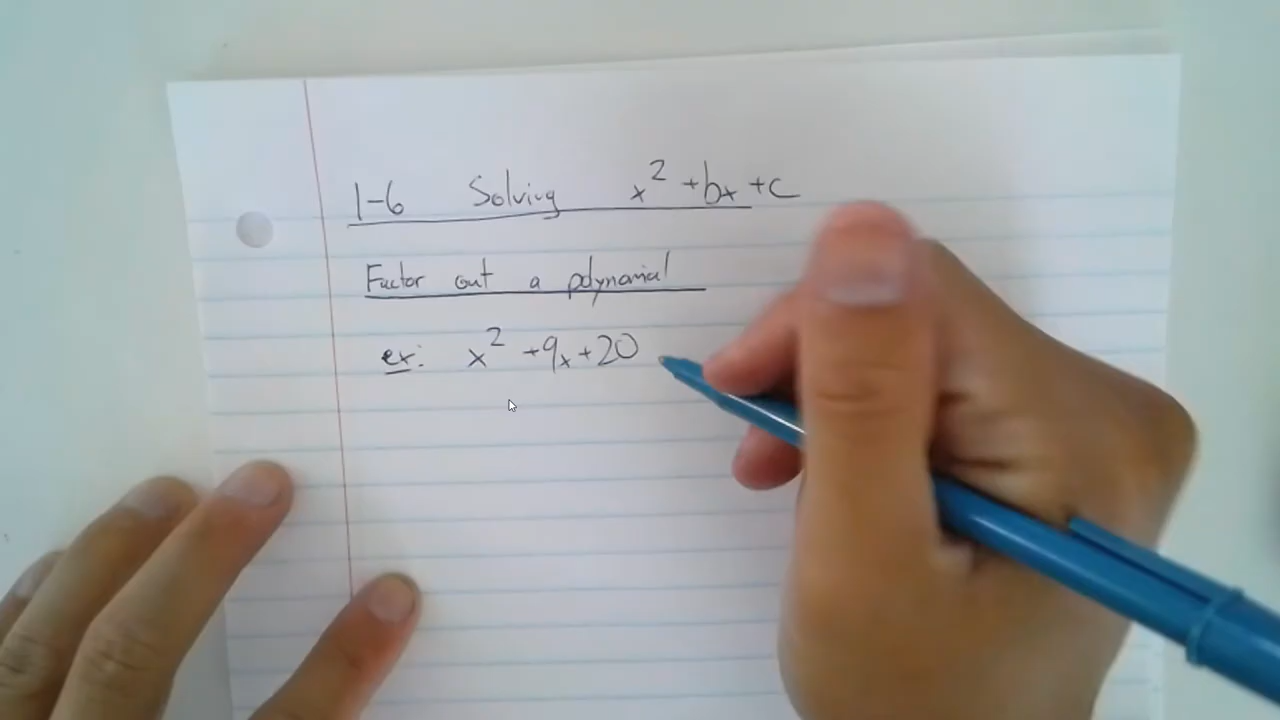 1-6 Solving x² +bx +c
Factor out a polynomial
ex: x² +9x+20